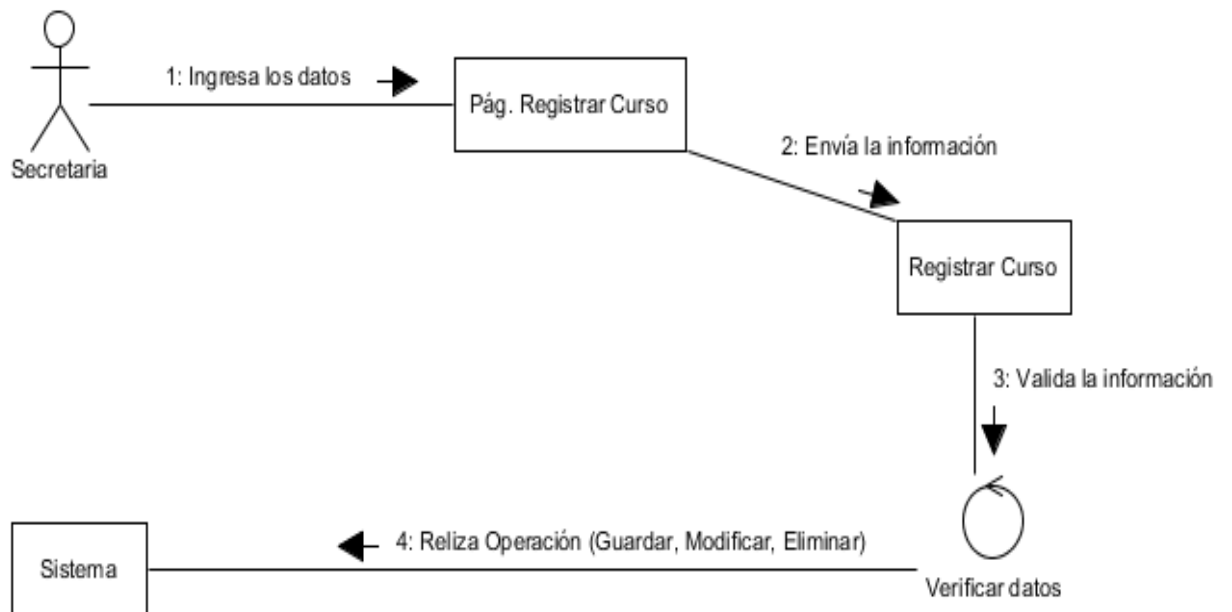 1: Ingresa los datos
Pág. Registrar Curso
Secretaria
2: Envía la información
Registrar Curso
3: Valida la información
4: Reliza Operación (Guardar, Modificar, Eliminar)
Sistema
Verificar datos